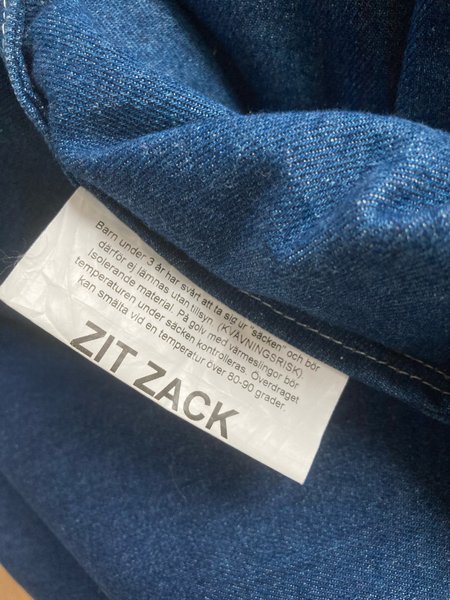 Barn under 3 år har svårt att ta sig ur "säcken" och bör
därför ej lämnas utan tillsyn. (KVÄVNINGSRISK).
Isolerande material. På golv med värmeslingor bör
temperaturen under säcken kontrolleras. Överdraget
kan smälta vid en temperatur över 80-90 grader.
ZIT ZACK